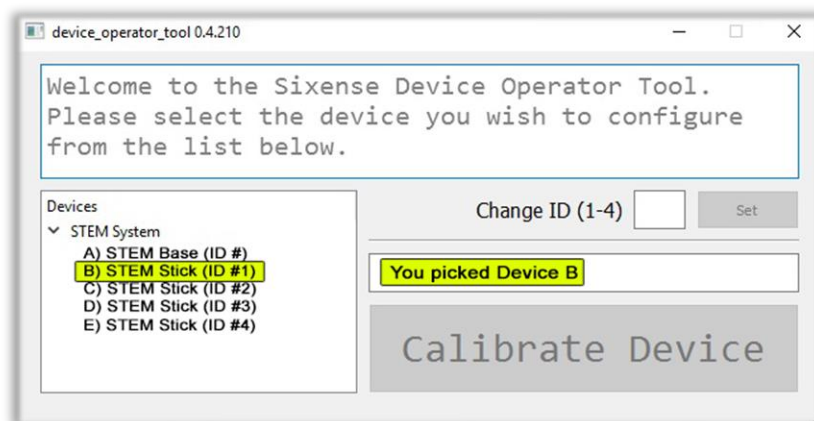 device_operator_tool 0.4.210
Welcome to the Sixense Device Operator Tool.
Please select the device you wish to configure
from the list below.
Devices
STEM System
A) STEM Base (ID #)
B) STEM Stick (ID #1)
C) STEM Stick (ID #2)
D) STEM Stick (ID #3)
E) STEM Stick (ID #4)
Change ID (1-4)
Set
You picked Device B
Calibrate Device